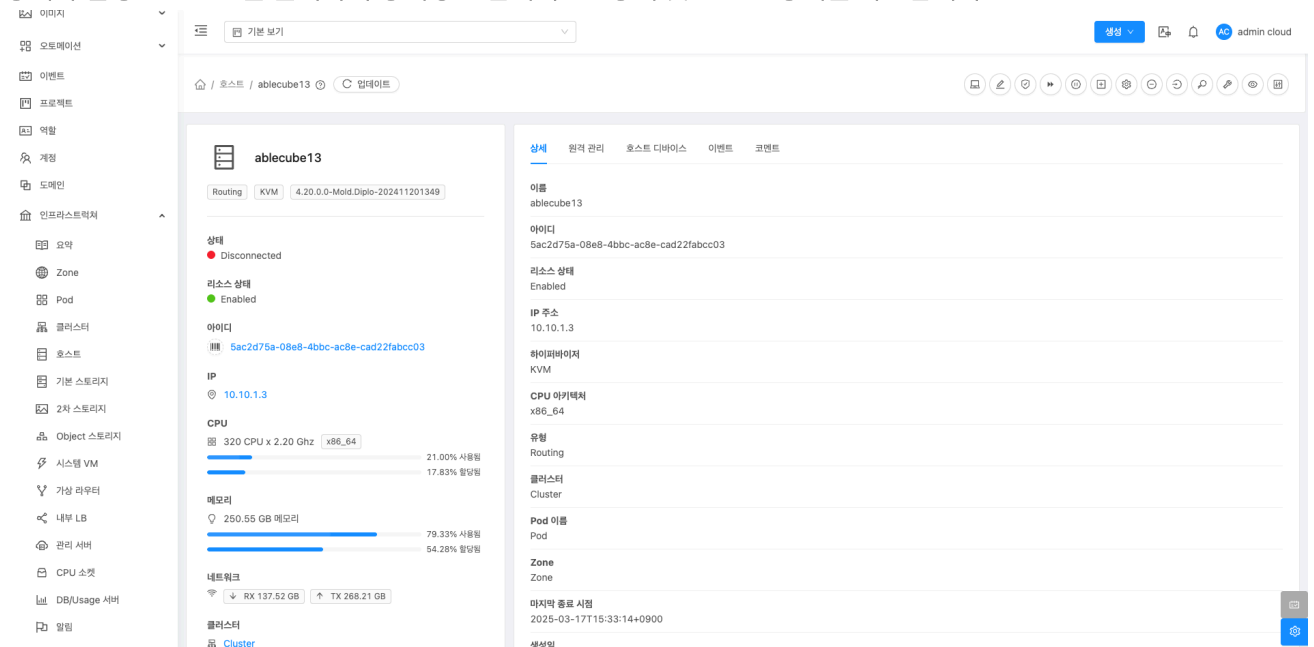 이미지
오토메이션
이벤트
프로젝트
역할
계정
도메인
인프라스트럭쳐
요약
Zone
Pod
클러스터
호스트
기본 스토리지
2차 스토리지
Object 스토리지
시스템 VM
가상 라우터
내부 LB
관리 서버
CPU 소켓
DB/Usage 서버
알림
기본 보기
생성
AC admin cloud
/ 호스트 / ablecube13 업데이트
ablecube13
Routing KVM 4.20.0.0-Mold.Diplo-202411201349
상태
Disconnected
리소스 상태
Enabled
아이디
5ac2d75a-08e8-4bbc-ac8e-cad22fabcc03
IP
10.10.1.3
CPU
320 CPU x 2.20 Ghz x86_64
21.00% 사용됨
17.83% 할당됨
메모리
250.55 GB 메모리
79.33% 사용됨
54.28% 할당됨
네트워크
RX 137.52 GB TX 268.21 GB
클러스터
Cluster
상세 원격 관리 호스트 디바이스 이벤트 코멘트
이름
ablecube13
아이디
5ac2d75a-08e8-4bbc-ac8e-cad22fabcc03
리소스 상태
Enabled
IP 주소
10.10.1.3
하이퍼바이저
KVM
CPU 아키텍처
x86_64
유형
Routing
클러스터
Cluster
Pod 이름
Pod
Zone
Zone
마지막 종료 시점
2025-03-17T15:33:14+0900
생성일